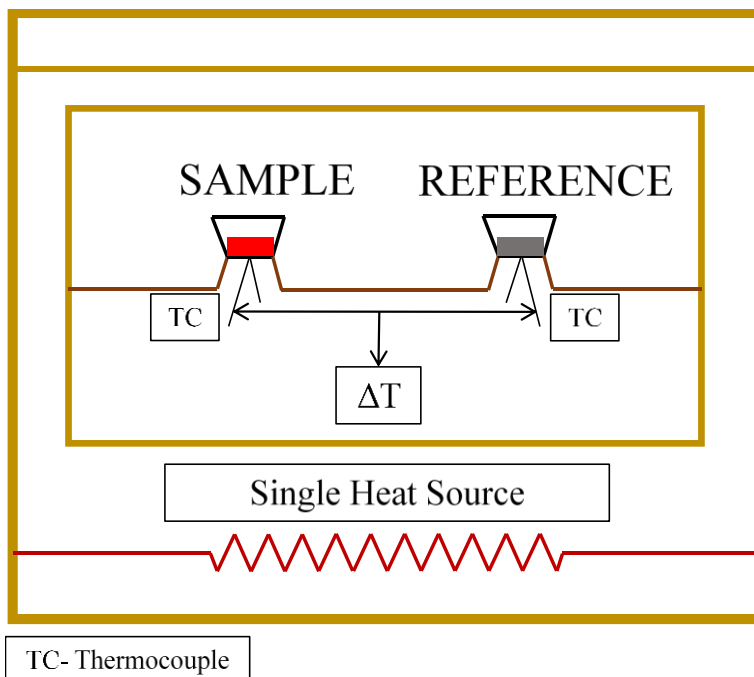 SAMPLE REFERENCE
TC TC
ΔT
Single Heat Source
TC- Thermocouple